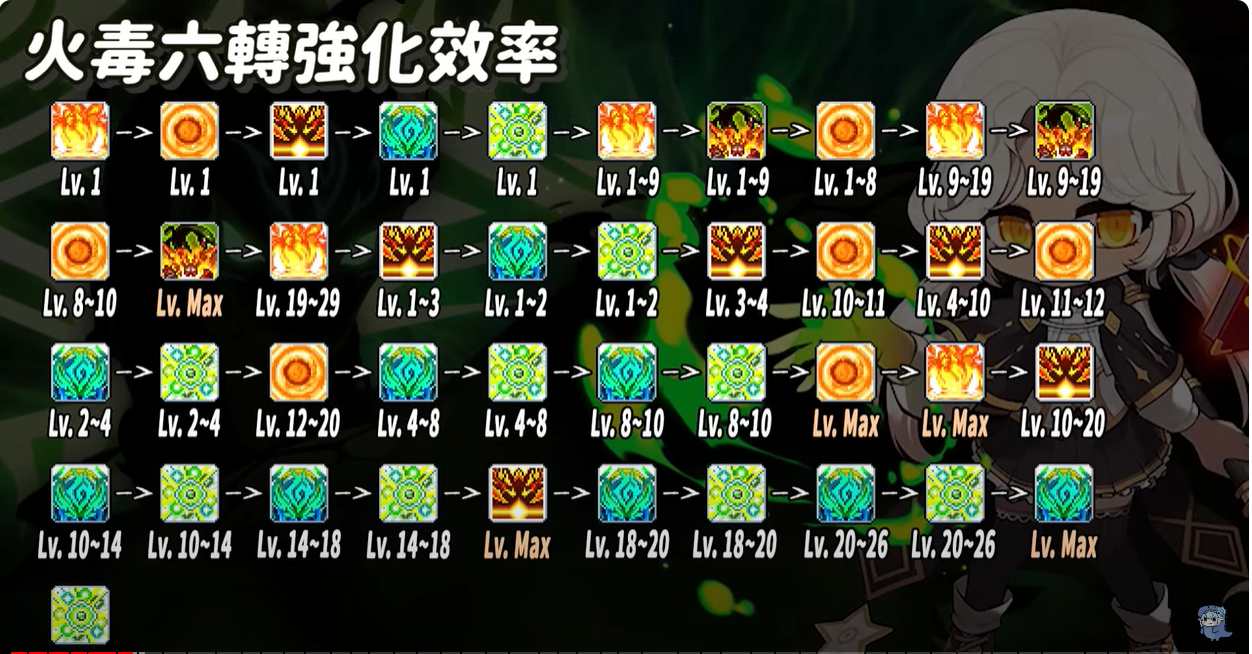 火毒六轉強化效率
Lv. 1 Lv. 1 Lv. 1 Lv. 1 Lv. 1 Lv. 1~9 Lv. 1~9 Lv. 1~8 Lv. 9~19 Lv. 9~19
Lv. 8~10 Lv. Max Lv. 19~29 Lv. 1~3 Lv. 1~2 Lv. 1~2 Lv. 3~4 Lv. 10~11 Lv. 4~10 Lv. 11~12
Lv. 2~4 Lv. 2~4 Lv. 12~20 Lv. 4~8 Lv. 4~8 Lv. 8~10 Lv. 8~10 Lv. Max Lv. Max Lv. 10~20
Lv. 10~14 Lv. 10~14 Lv. 14~18 Lv. 14~18 Lv. Max Lv. 18~20 Lv. 18~20 Lv. 20~26 Lv. 20~26 Lv. Max